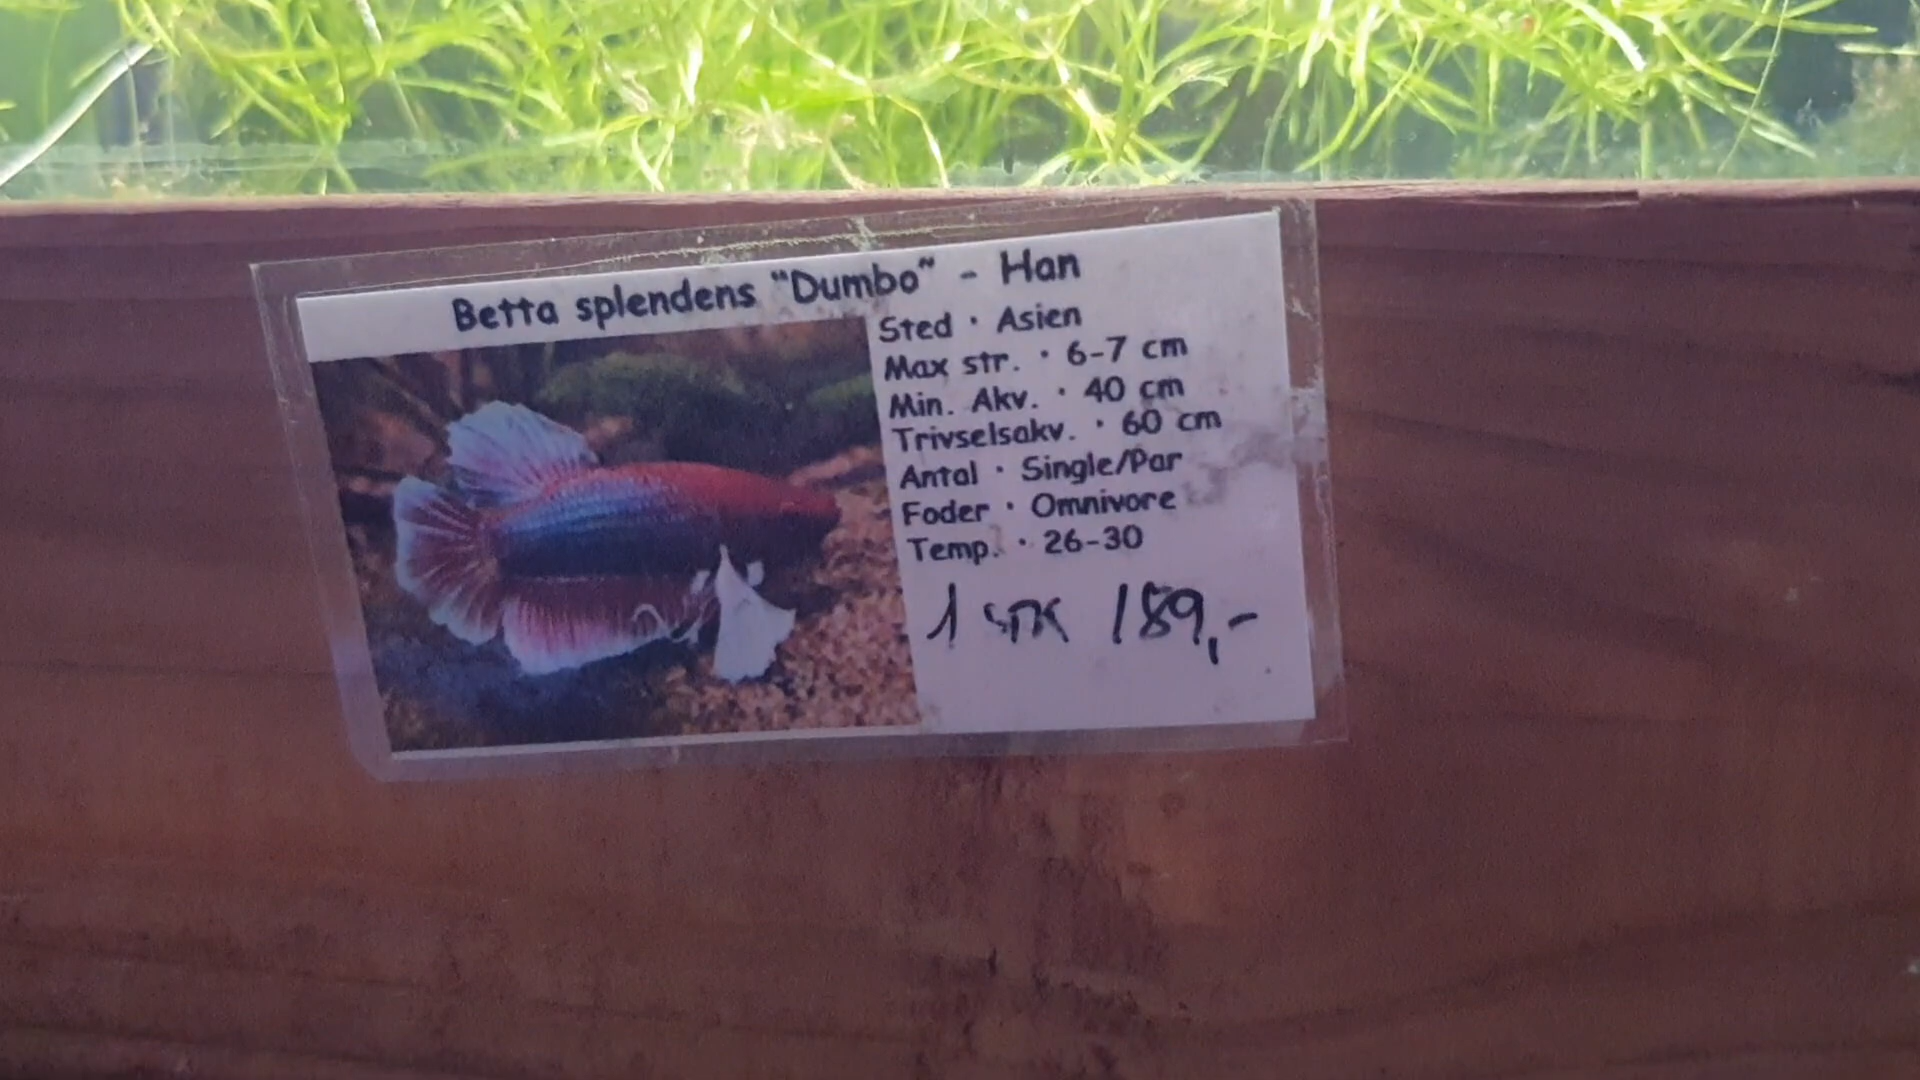 Betta splendens "Dumbo" - Han
Sted · Asien
Max str. · 6-7 cm
Min. Akv. · 40 cm
Trivselsakv. · 60 cm
Antal · Single/Par
Foder · Omnivore
Temp. · 26-30
1 STK 189,-